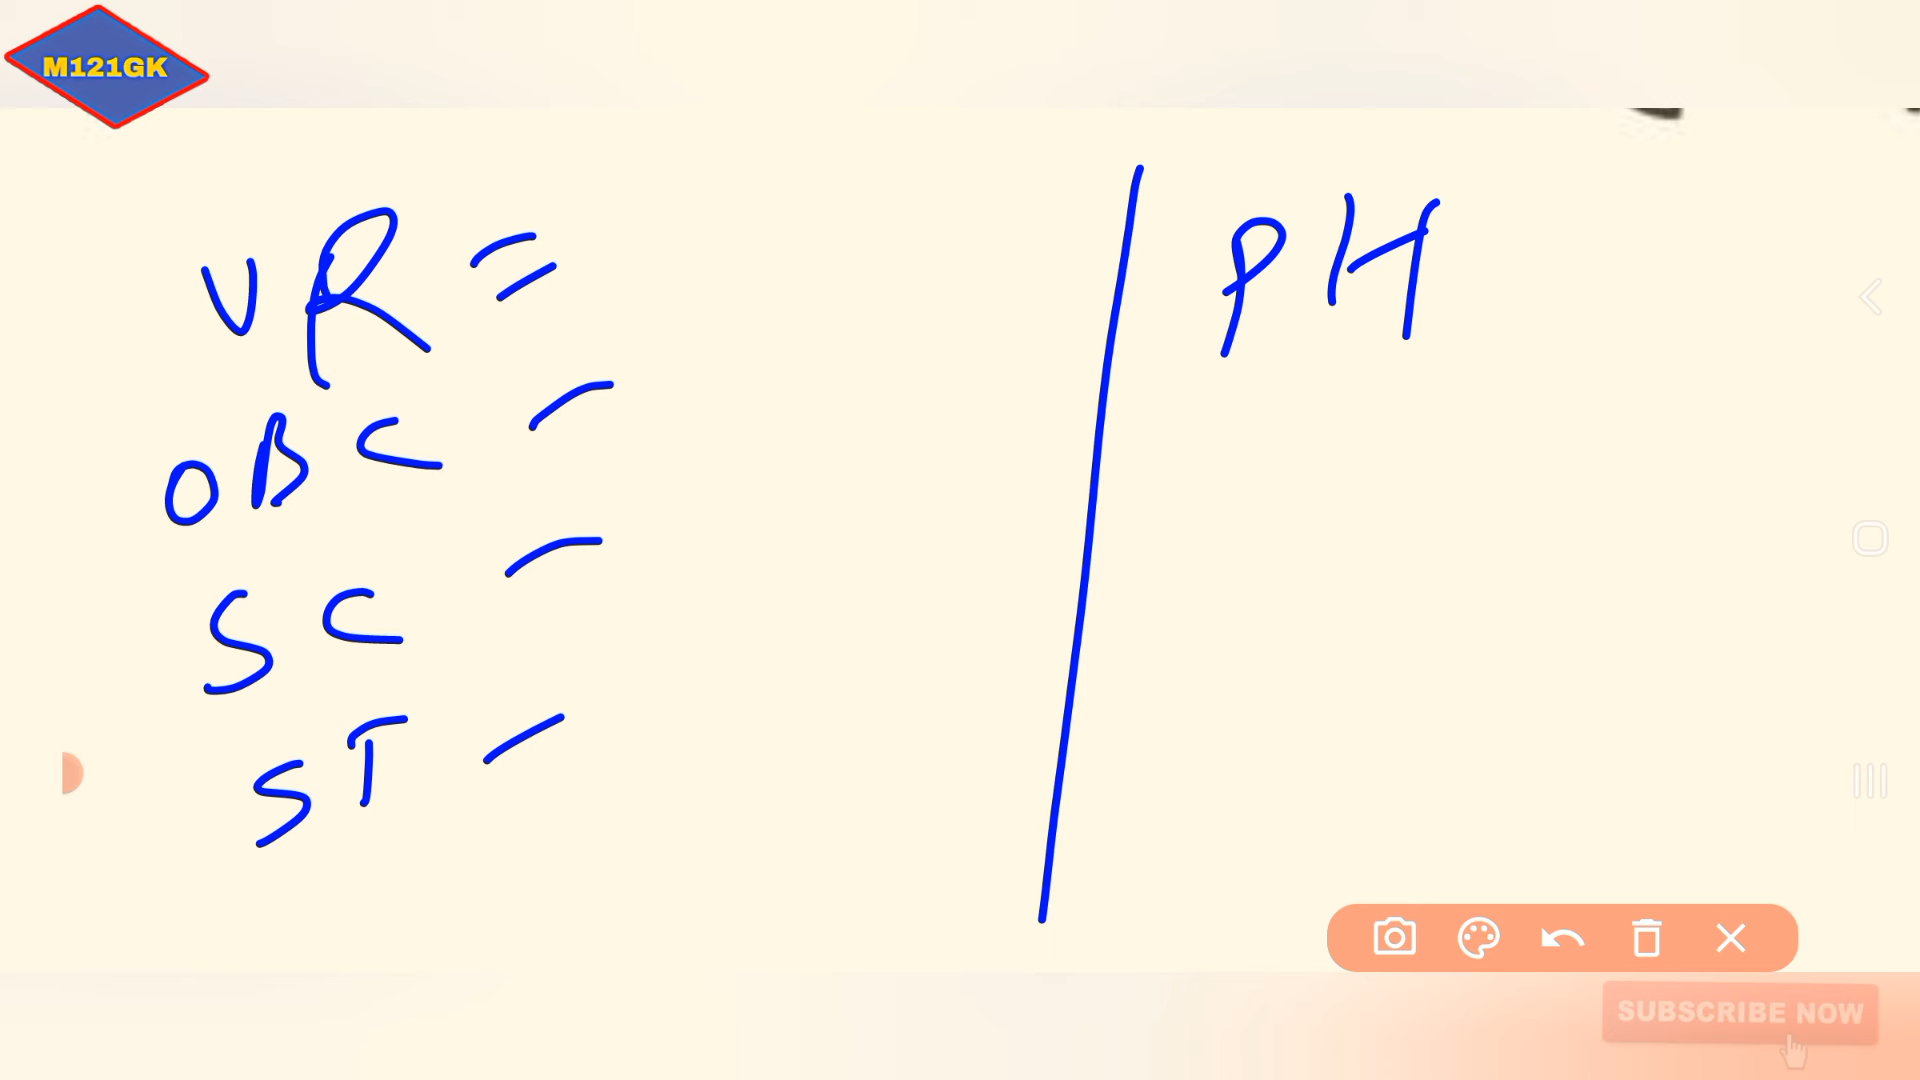 M121GK
UR =
OBC -
SC -
ST -
PH
SUBSCRIBE NOW